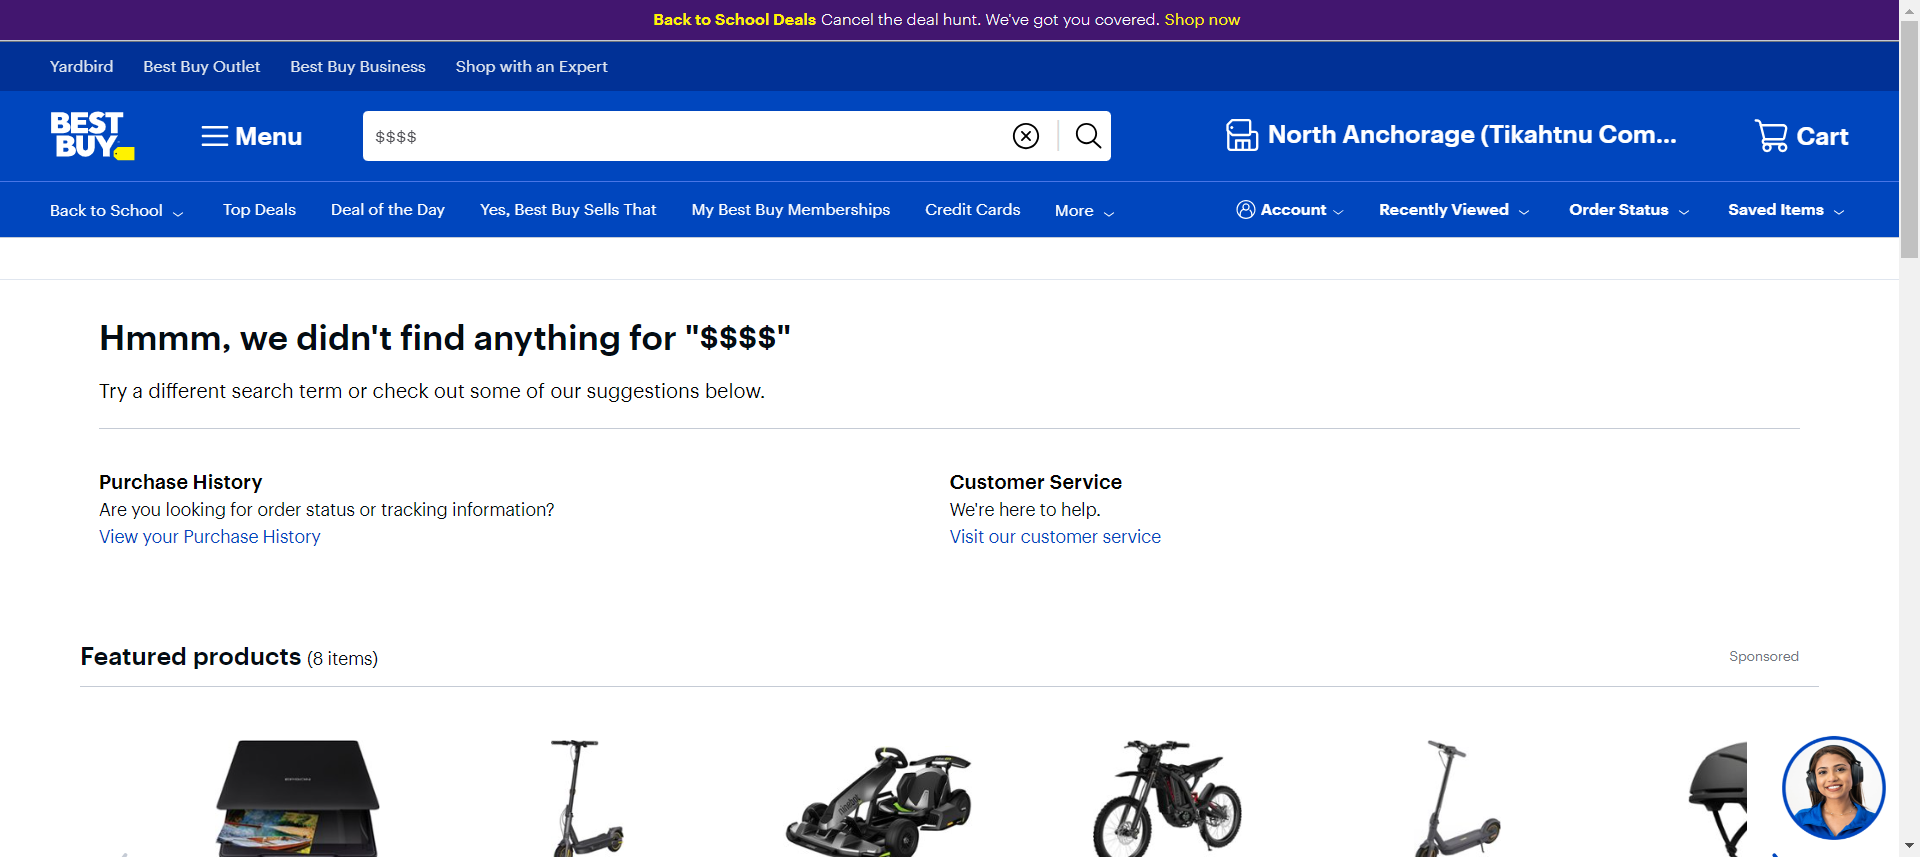 Back to School Deals Cancel the deal hunt. We've got you covered. Shop now
Yardbird Best Buy Outlet Best Buy Business Shop with an Expert
BEST
BUY
Menu
$$$$
North Anchorage (Tikahtnu Com...
Cart
Back to School Top Deals Deal of the Day Yes, Best Buy Sells That My Best Buy Memberships Credit Cards More Account Recently Viewed Order Status Saved Items
Hmmm, we didn't find anything for "$$$$"
Try a different search term or check out some of our suggestions below.
Purchase History
Are you looking for order status or tracking information?
View your Purchase History
Customer Service
We're here to help.
Visit our customer service
Featured products (8 items)
Sponsored